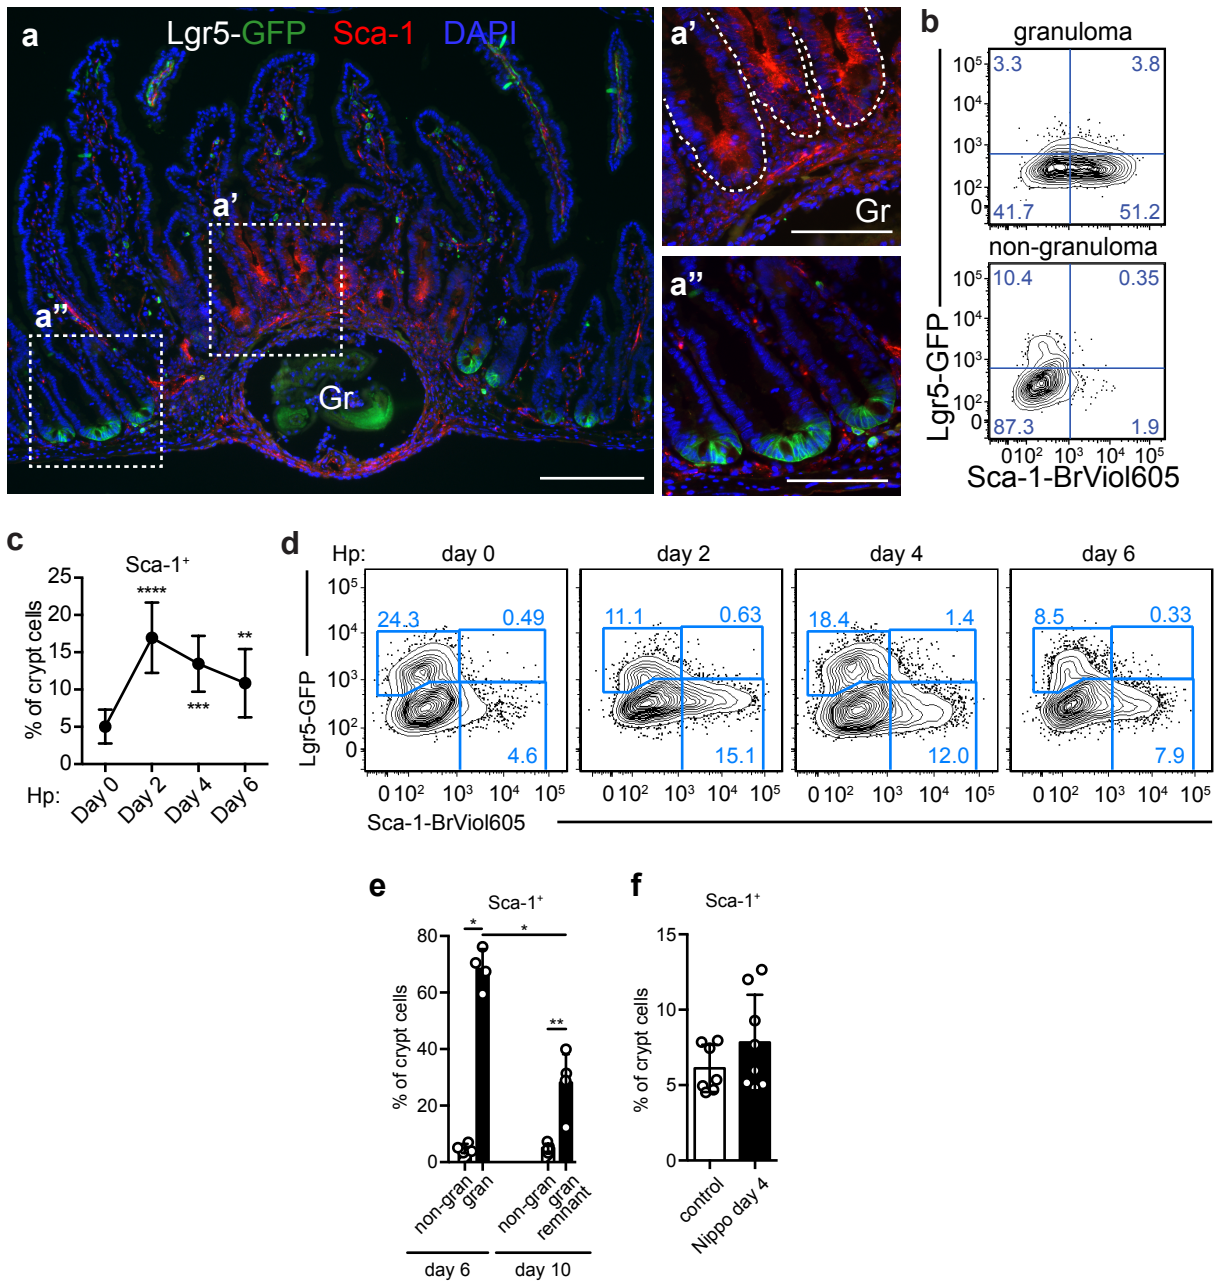 a
Lgr5-GFP Sca-1 DAPI
a'
a"
Gr
a'
Gr
a"
b
granuloma
10⁵
10⁴
10³
10²
0
3.3
3.8
41.7
51.2
non-granuloma
10⁵
10⁴
10³
10²
0
10.4
0.35
87.3
1.9
0 10² 10³ 10⁴ 10⁵
Lgr5-GFP
Sca-1-BrViol605
c
Sca-1⁺
% of crypt cells
25
20
15
10
5
0
****
***
**
Hp:
Day 0
Day 2
Day 4
Day 6
d
Hp:
day 0
day 2
day 4
day 6
Lgr5-GFP
10⁵
10⁴
10³
10²
0
24.3
0.49
4.6
11.1
0.63
15.1
18.4
1.4
12.0
8.5
0.33
7.9
0 10² 10³ 10⁴ 10⁵
0 10² 10³ 10⁴ 10⁵
0 10² 10³ 10⁴ 10⁵
0 10² 10³ 10⁴ 10⁵
Sca-1-BrViol605
e
Sca-1⁺
% of crypt cells
80
60
40
20
0
*
*
**
non-gran
gran
non-gran
gran
remnant
day 6
day 10
f
Sca-1⁺
% of crypt cells
15
10
5
0
control
Nippo day 4